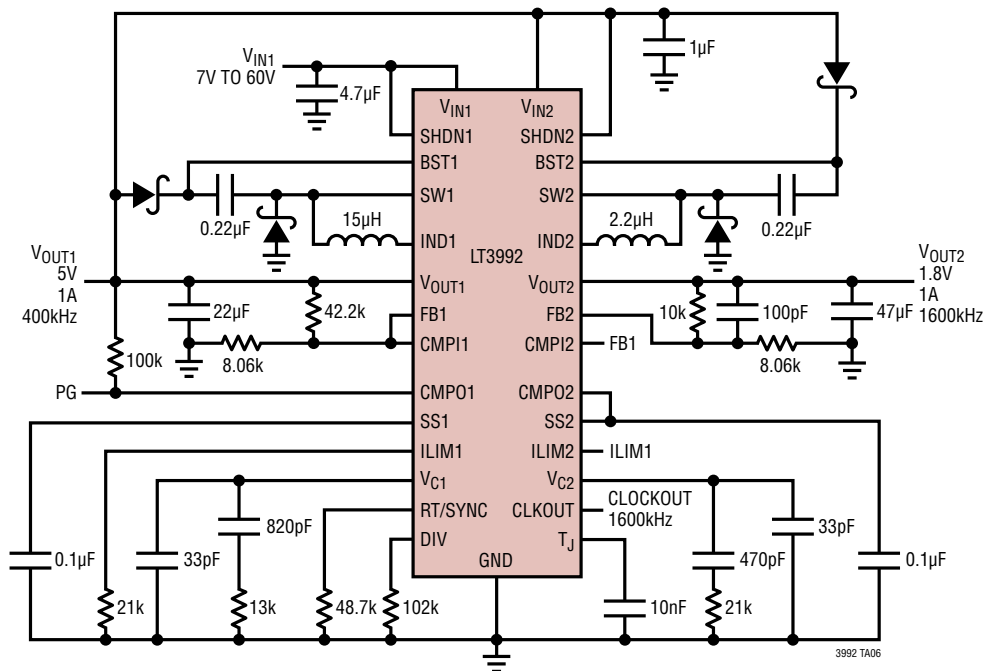 1µF
VIN1
7V TO 60V
4.7µF
VIN1
VIN2
SHDN1
SHDN2
BST1
BST2
SW1
SW2
0.22µF
15µH
2.2µH
0.22µF
IND1
IND2
LT3992
VOUT1
5V
1A
400kHz
VOUT1
VOUT2
VOUT2
1.8V
1A
1600kHz
22µF
42.2k
FB1
FB2
10k
100pF
47µF
8.06k
CMPI1
CMPI2
FB1
8.06k
100k
PG
CMPO1
CMPO2
SS1
SS2
ILIM1
ILIM2
ILIM1
VC1
VC2
RT/SYNC
CLKOUT
CLOCKOUT
1600kHz
820pF
33pF
DIV
TJ
GND
0.1µF
33pF
470pF
0.1µF
21k
13k
48.7k
102k
10nF
21k
3992 TA06